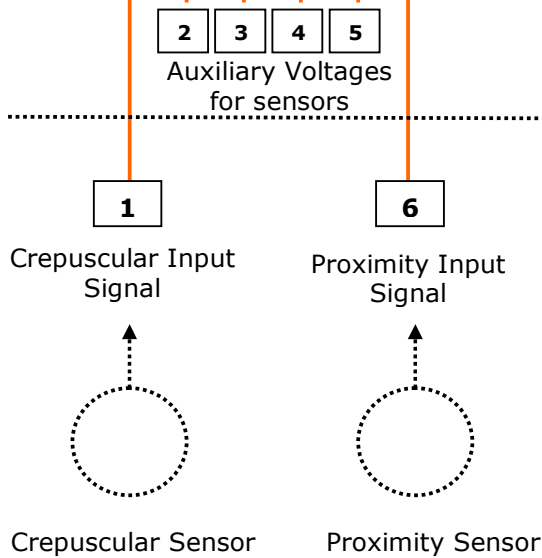 2 3 4 5
Auxiliary Voltages
for sensors
1 6
Crepuscular Input
Signal
Proximity Input
Signal
Crepuscular Sensor
Proximity Sensor